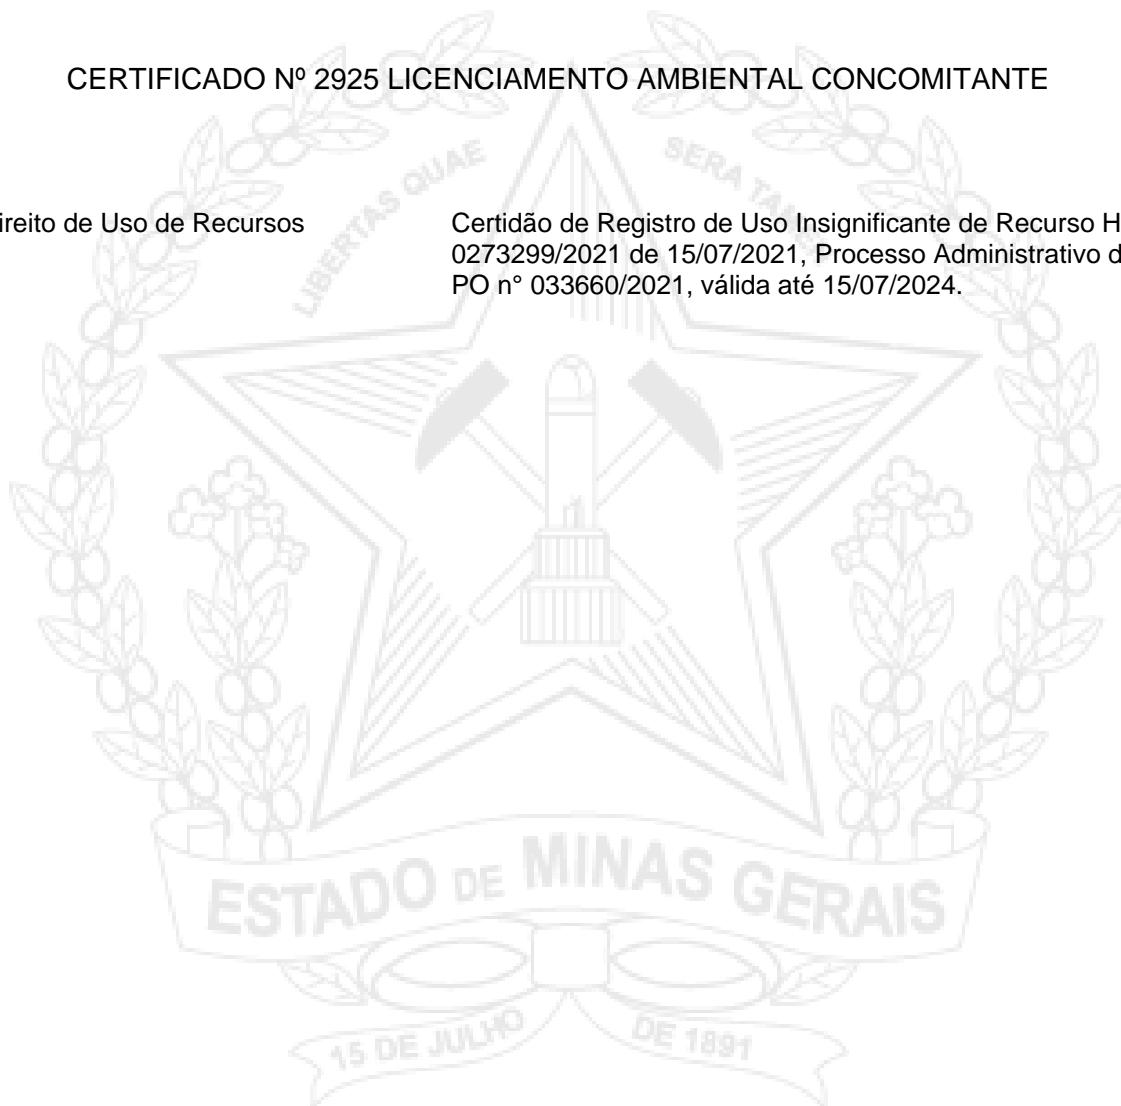 CERTIFICADO Nº 2925 LICENCIAMENTO AMBIENTAL CONCOMITANTE
LIBERTAS QUAE SERA
ireito de Uso de Recursos
Certidão de Registro de Uso Insignificante de Recurso H
0273299/2021 de 15/07/2021, Processo Administrativo d
PO n° 033660/2021, válida até 15/07/2024.
ESTADO DE MINAS GERAIS
15 DE JULHO DE 1891